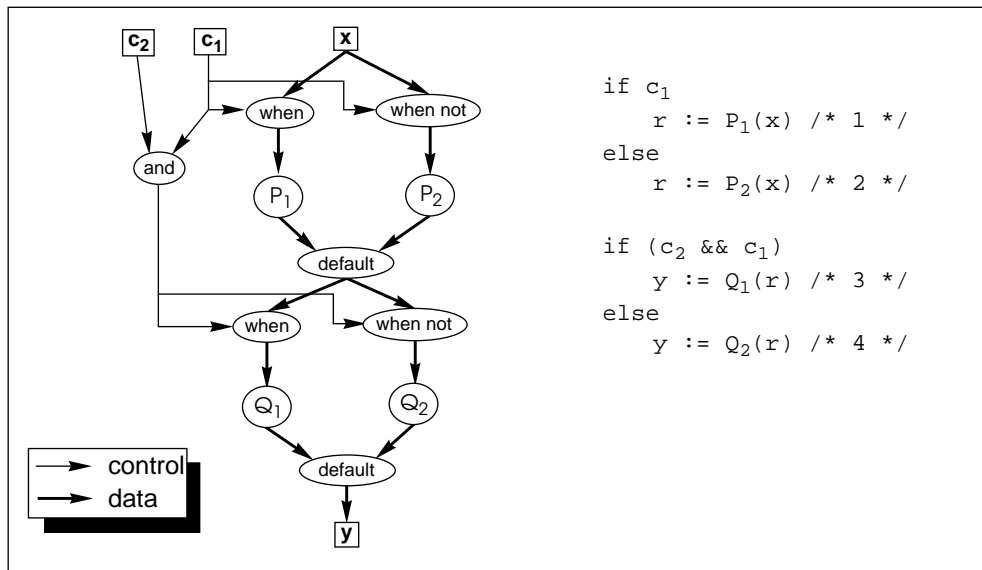 c2 c1 x
when when not
and
P1 P2
default
when when not
Q1 Q2
default
y
control
data
if c1
r := P1(x) /* 1 */
else
r := P2(x) /* 2 */
if (c2 && c1)
y := Q1(r) /* 3 */
else
y := Q2(r) /* 4 */